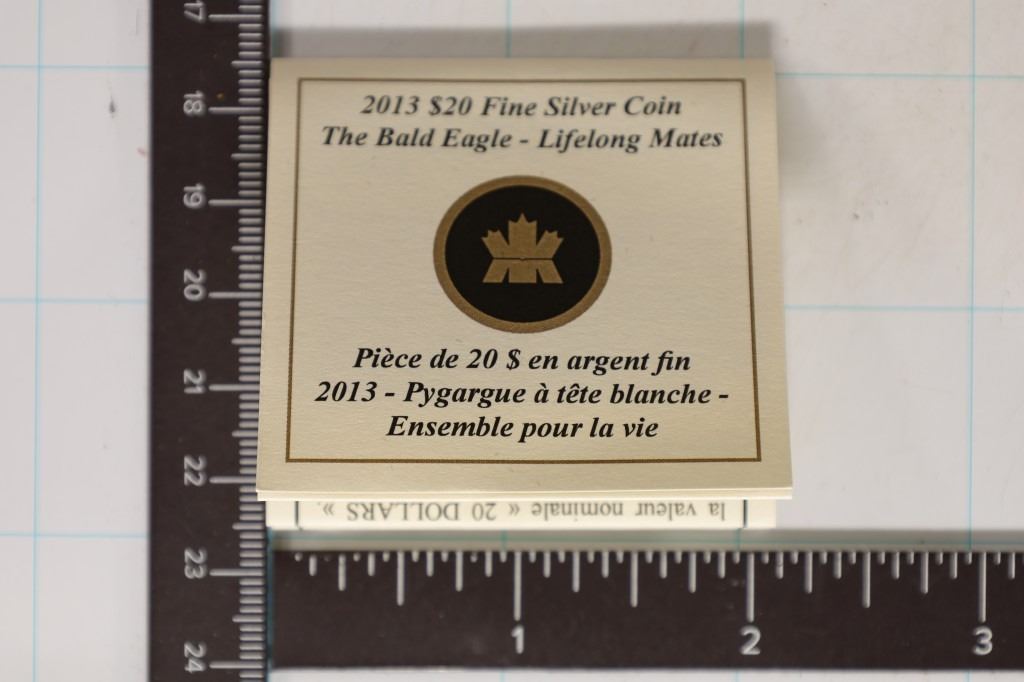 2013 $20 Fine Silver Coin
The Bald Eagle - Lifelong Mates
Pièce de 20 $ en argent fin
2013 - Pygargue à tête blanche -
Ensemble pour la vie
la valeur nominale « 20 DOLLARS ».
17
18
19
20
21
22
23
24
1 2 3